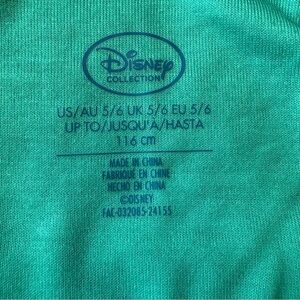 Disney
COLLECTION
US/AU 5/6 UK 5/6 EU 5/6
UP TO/JUSQU'À/HASTA
116 cm
MADE IN CHINA
FABRIQUÉ EN CHINE
HECHO EN CHINA
©DISNEY
FAC-032085-24155